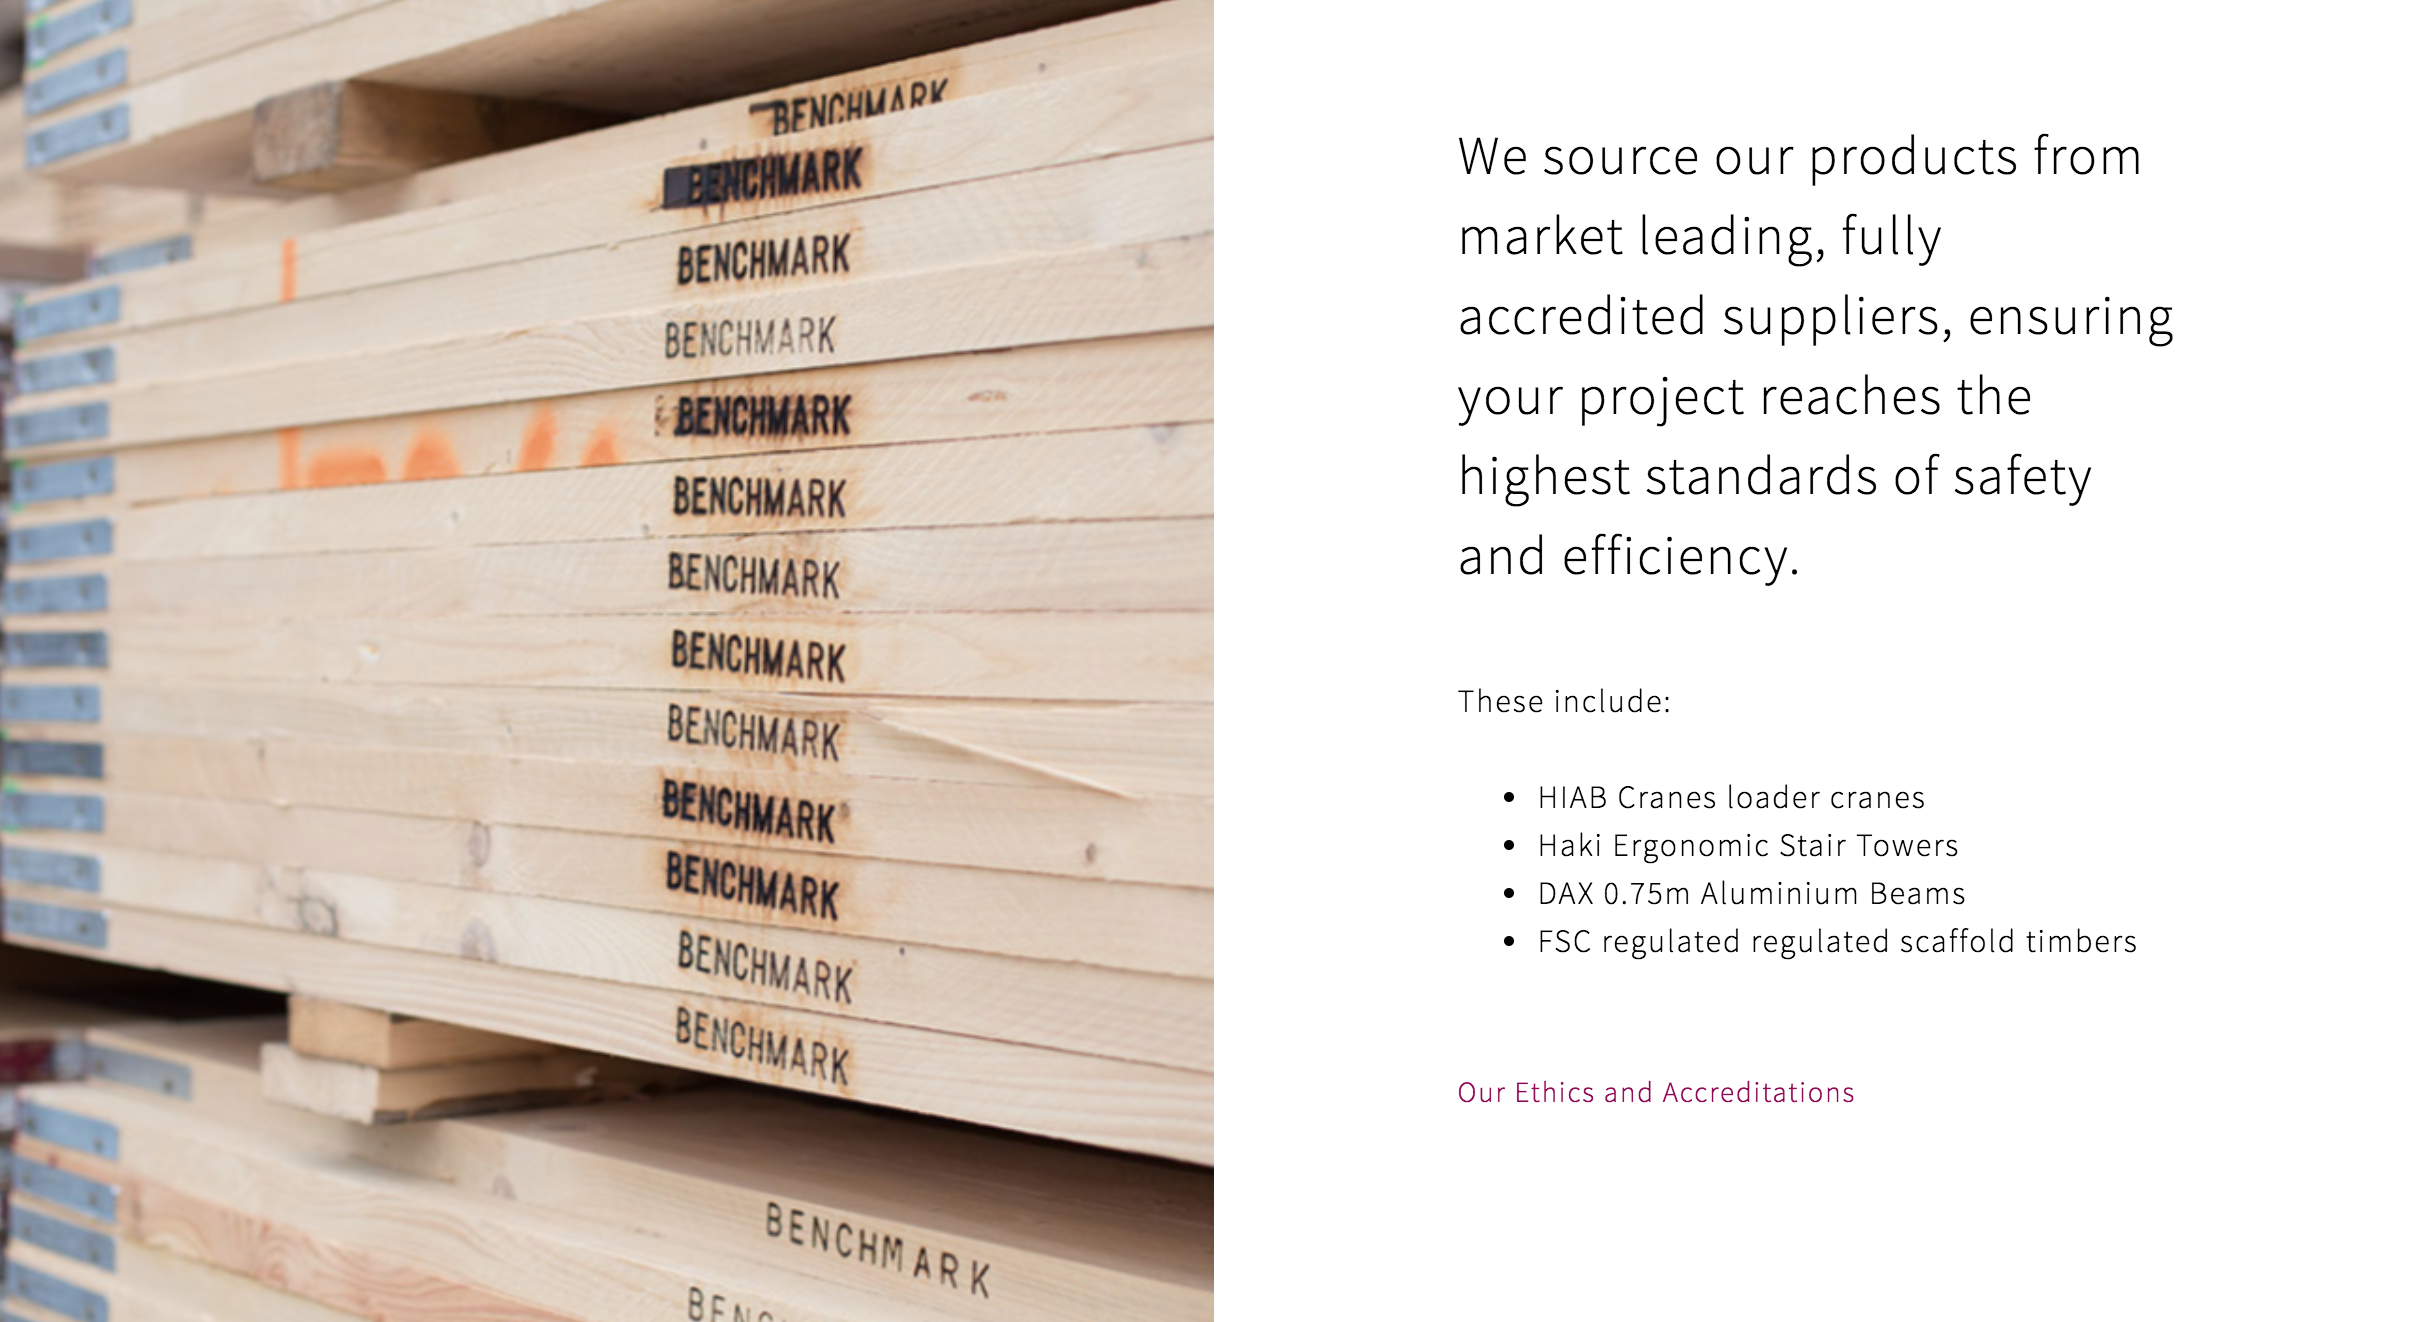 BENCHMARK
BENCHMARK
BENCHMARK
BENCHMARK
BENCHMARK
BENCHMARK
BENCHMARK
BENCHMARK
BENCHMARK
BENCHMARK
BENCHMARK
BENCHMARK
BENCHMARK
BENCHMARK
We source our products from
market leading, fully
accredited suppliers, ensuring
your project reaches the
highest standards of safety
and efficiency.
These include:
• HIAB Cranes loader cranes
• Haki Ergonomic Stair Towers
• DAX 0.75m Aluminium Beams
• FSC regulated regulated scaffold timbers
Our Ethics and Accreditations